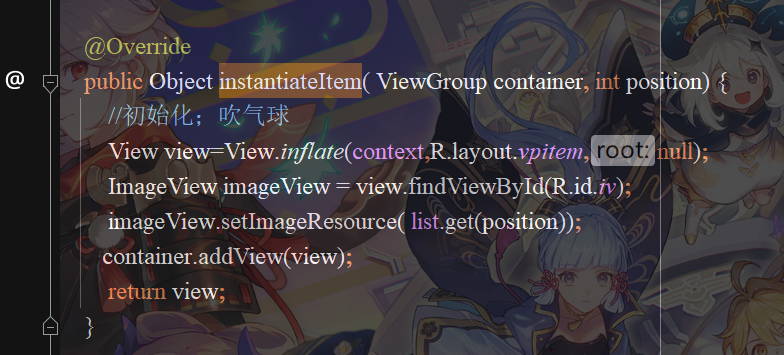 @Override
@
public Object instantiateItem( ViewGroup container, int position) {
//初始化；吹气球
View view=View.inflate(context,R.layout.vpitem, root: null);
ImageView imageView = view.findViewById(R.id.iv);
imageView.setImageResource( list.get(position));
container.addView(view);
return view;
}